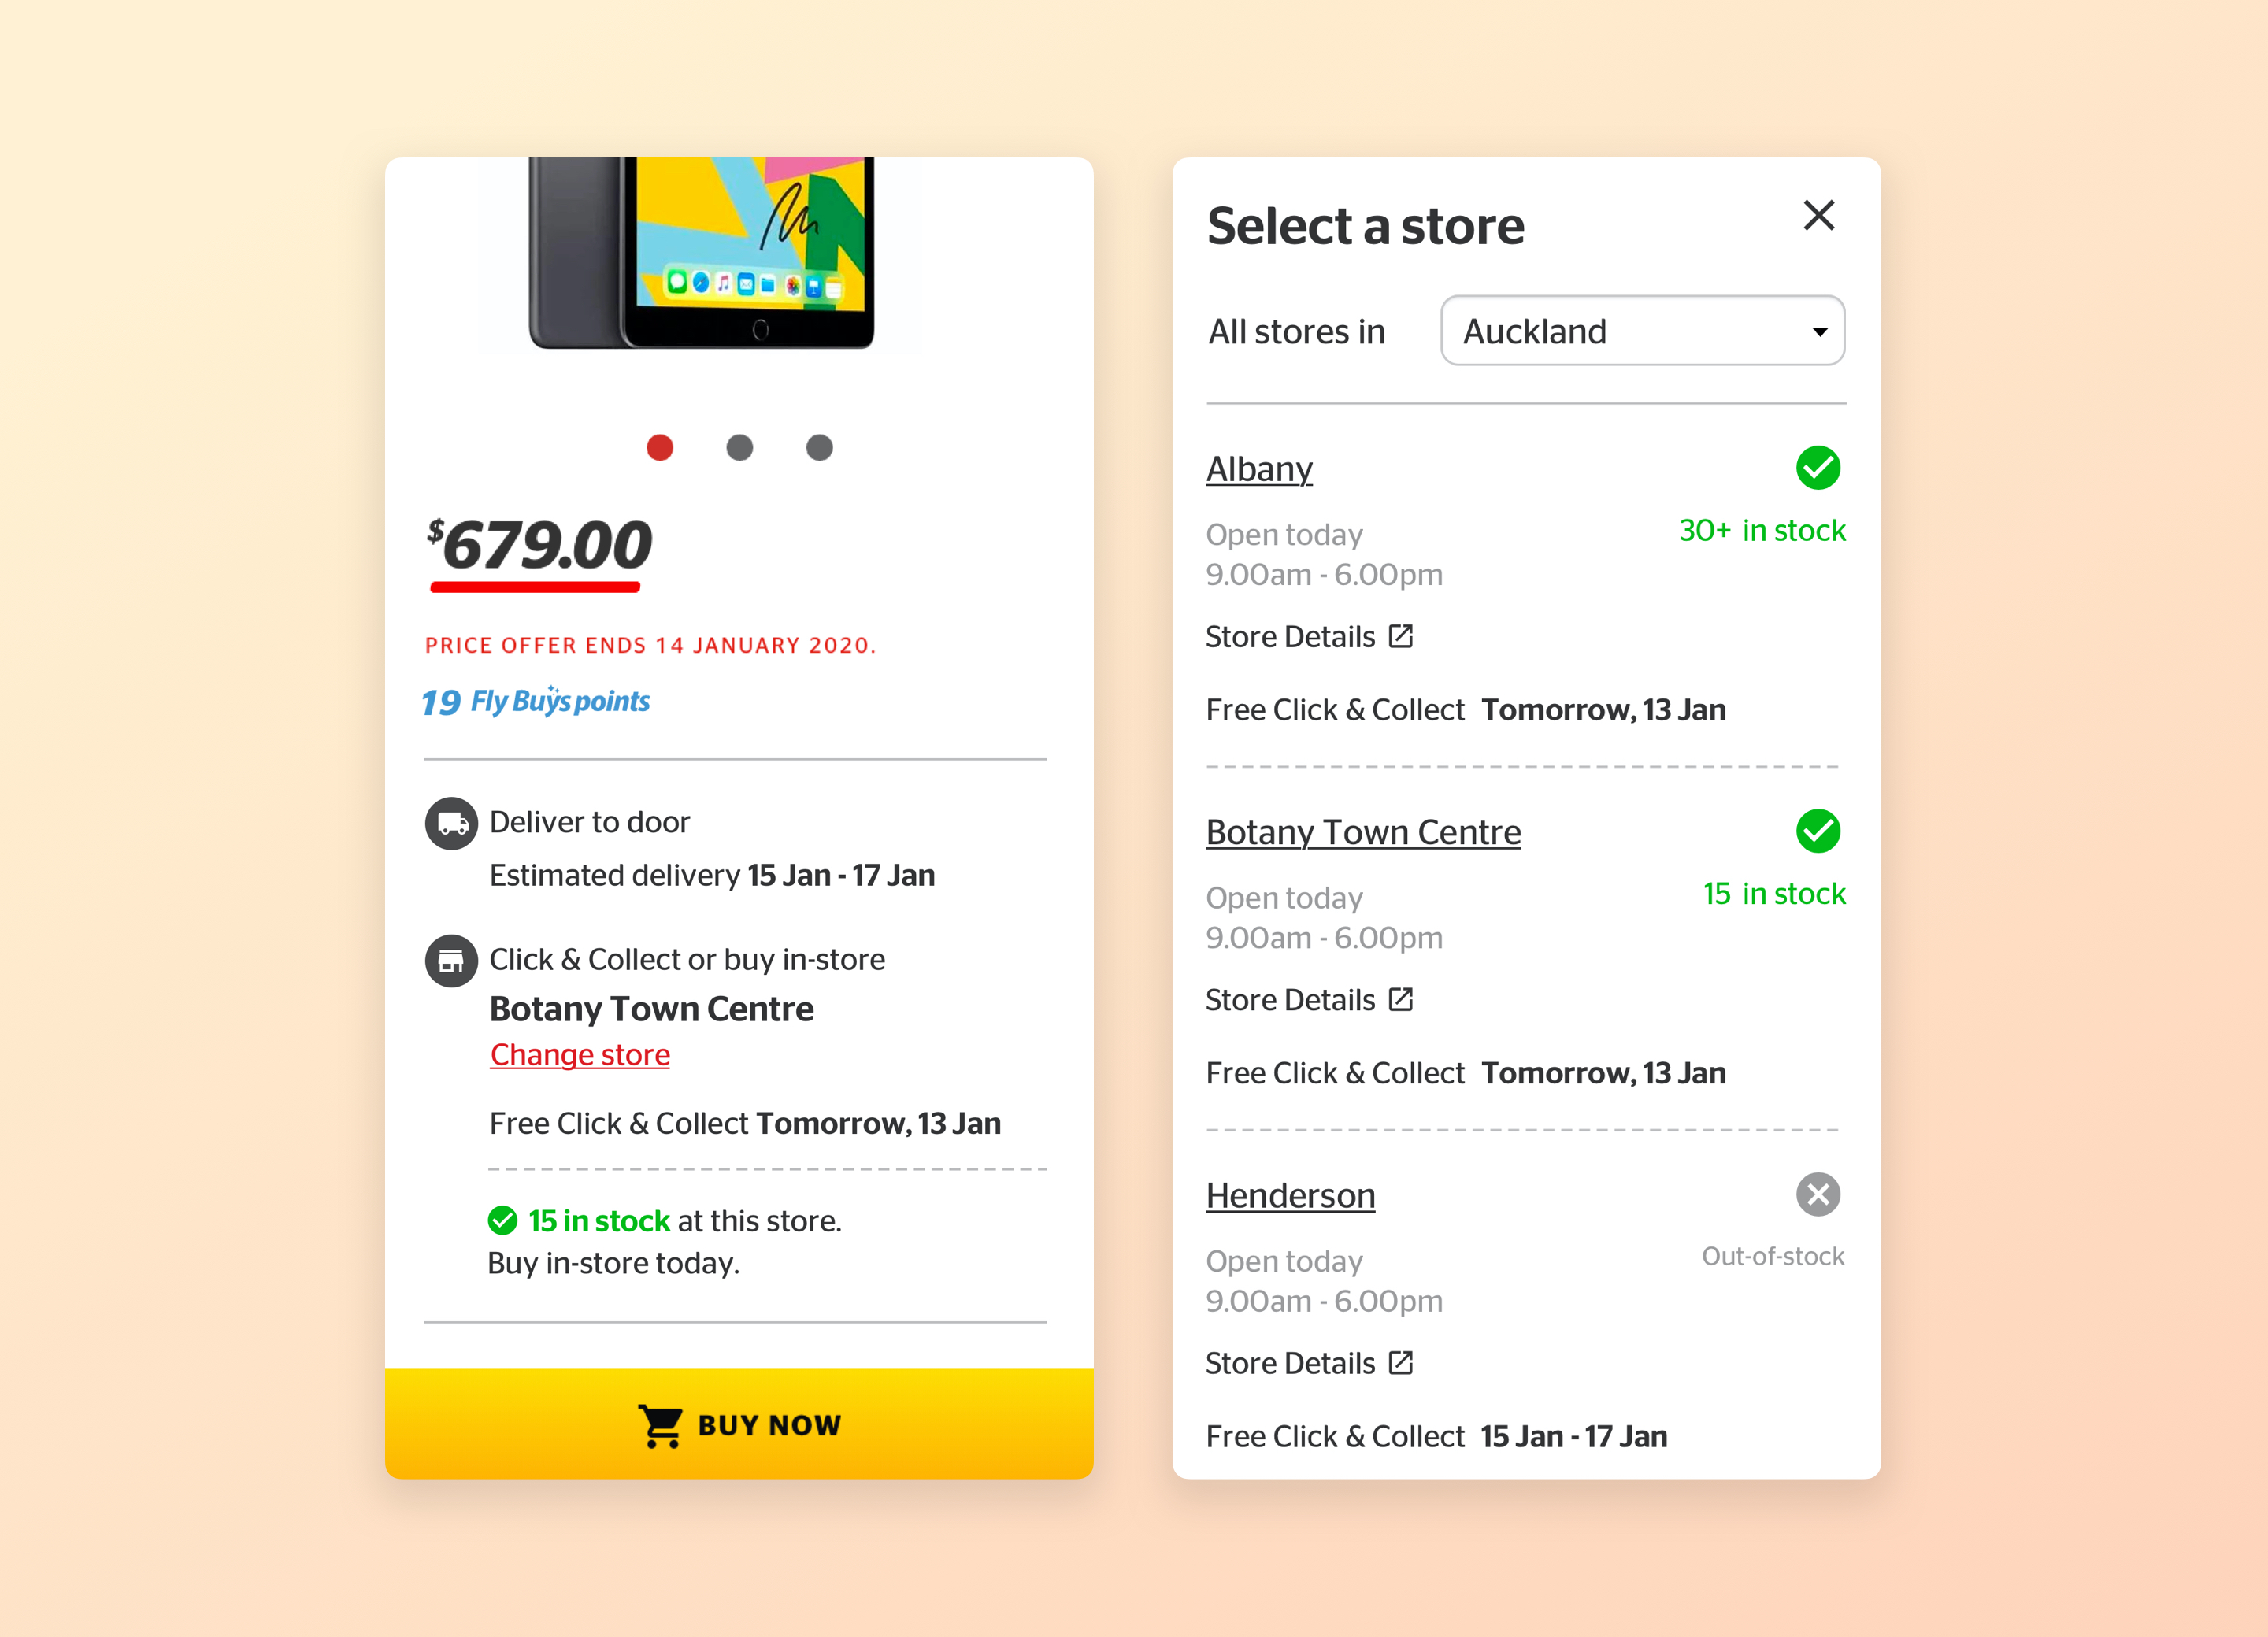 $679.00
PRICE OFFER ENDS 14 JANUARY 2020.
19 Fly Buys points
Deliver to door
Estimated delivery 15 Jan - 17 Jan
Click & Collect or buy in-store
Botany Town Centre
Change store
Free Click & Collect Tomorrow, 13 Jan
15 in stock at this store.
Buy in-store today.
BUY NOW
Select a store
All stores in Auckland
Albany
Open today
30+ in stock
9.00am - 6.00pm
Store Details
Free Click & Collect Tomorrow, 13 Jan
Botany Town Centre
Open today
15 in stock
9.00am - 6.00pm
Store Details
Free Click & Collect Tomorrow, 13 Jan
Henderson
Open today
Out-of-stock
9.00am - 6.00pm
Store Details
Free Click & Collect 15 Jan - 17 Jan